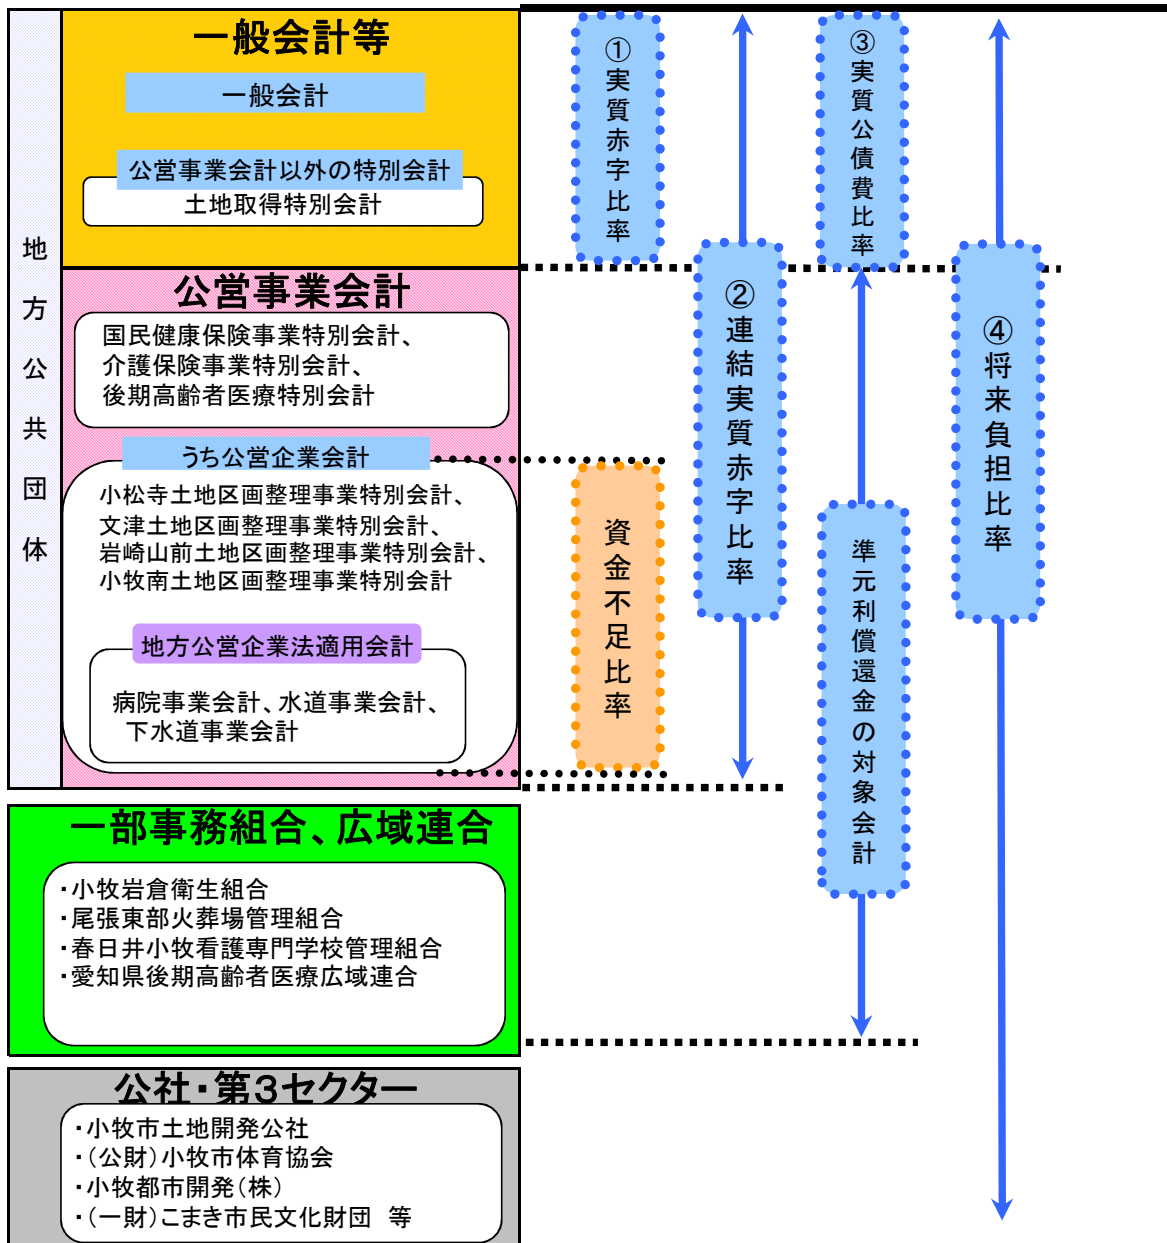 地方公共団体
一般会計等
一般会計
公営事業会計以外の特別会計
土地取得特別会計
公営事業会計
国民健康保険事業特別会計、
介護保険事業特別会計、
後期高齢者医療特別会計
うち公営企業会計
小松寺土地区画整理事業特別会計、
文津土地区画整理事業特別会計、
岩崎山前土地区画整理事業特別会計、
小牧南土地区画整理事業特別会計
地方公営企業法適用会計
病院事業会計、水道事業会計、
下水道事業会計
一部事務組合、広域連合
・小牧岩倉衛生組合
・尾張東部火葬場管理組合
・春日井小牧看護専門学校管理組合
・愛知県後期高齢者医療広域連合
公社・第3セクター
・小牧市土地開発公社
・(公財)小牧市体育協会
・小牧都市開発(株)
・(一財)こまき市民文化財団 等
①実質赤字比率
資金不足比率
②連結実質赤字比率
③実質公債費比率
準元利償還金の対象会計
④将来負担比率